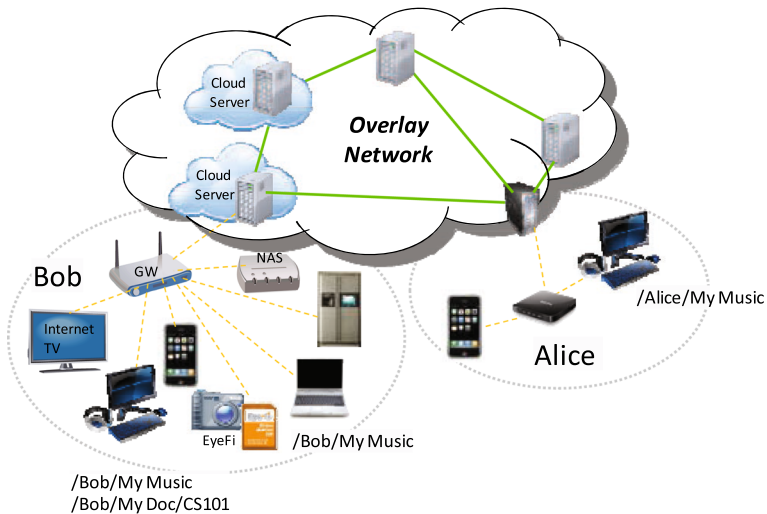 Cloud
Server
Overlay
Network
Cloud
Server
Bob
GW
NAS
Internet
TV
EyeFi
/Bob/My Music
/Bob/My Music
/Bob/My Doc/CS101
/Alice/My Music
Alice